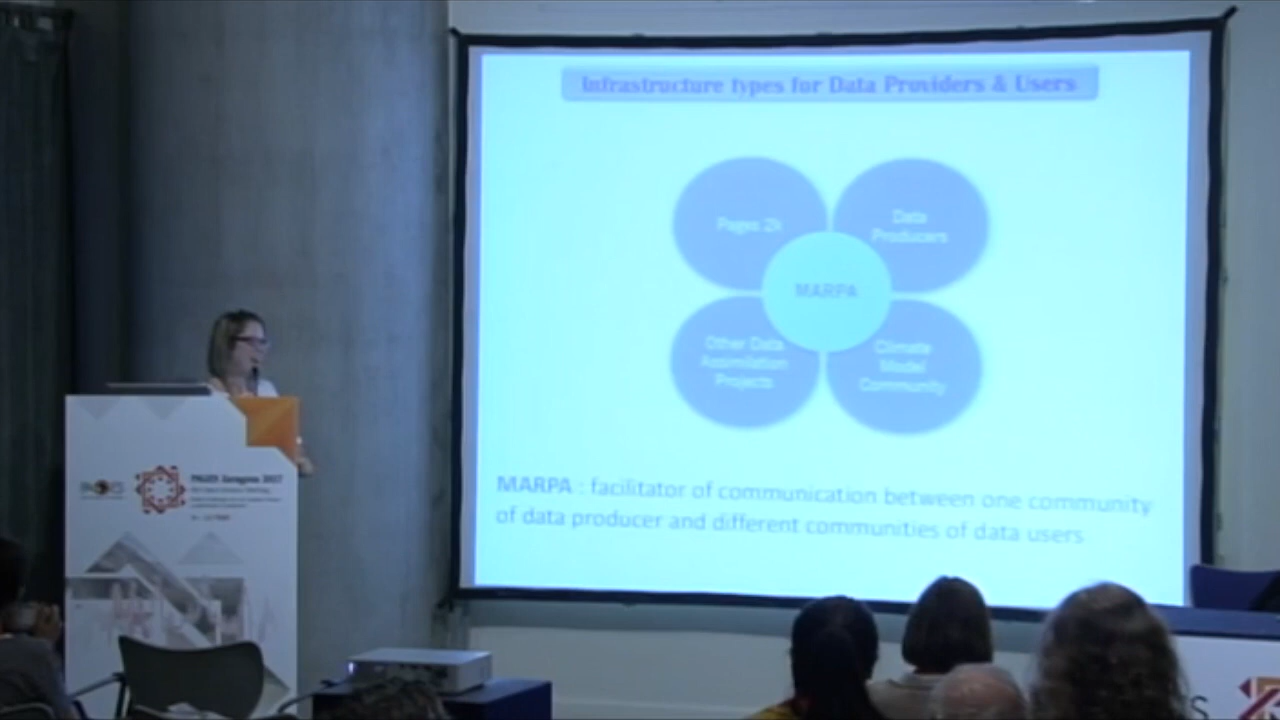 Infrastructure types for Data Providers & Users
Pages 2k
Data
Producers
MARPA
Other Data
Assimilation
Projects
Climate
Model
Community
MARPA : facilitator of communication between one community
of data producer and different communities of data users
PAGES Zaragoza 2017